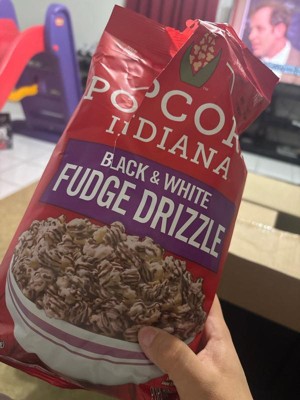 POPCOR
INDIANA
BLACK & WHITE
FUDGE DRIZZLE